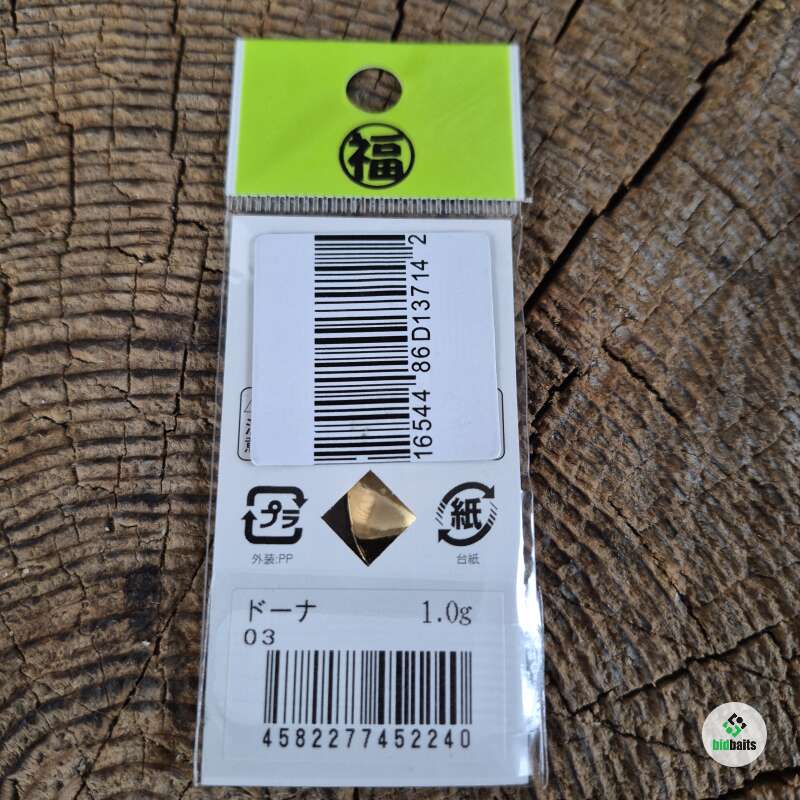 福
16544 86D13714 2
プラ
紙
外装:PP
台紙
ドーナ 1.0g
03
4582277452240
bidbaits